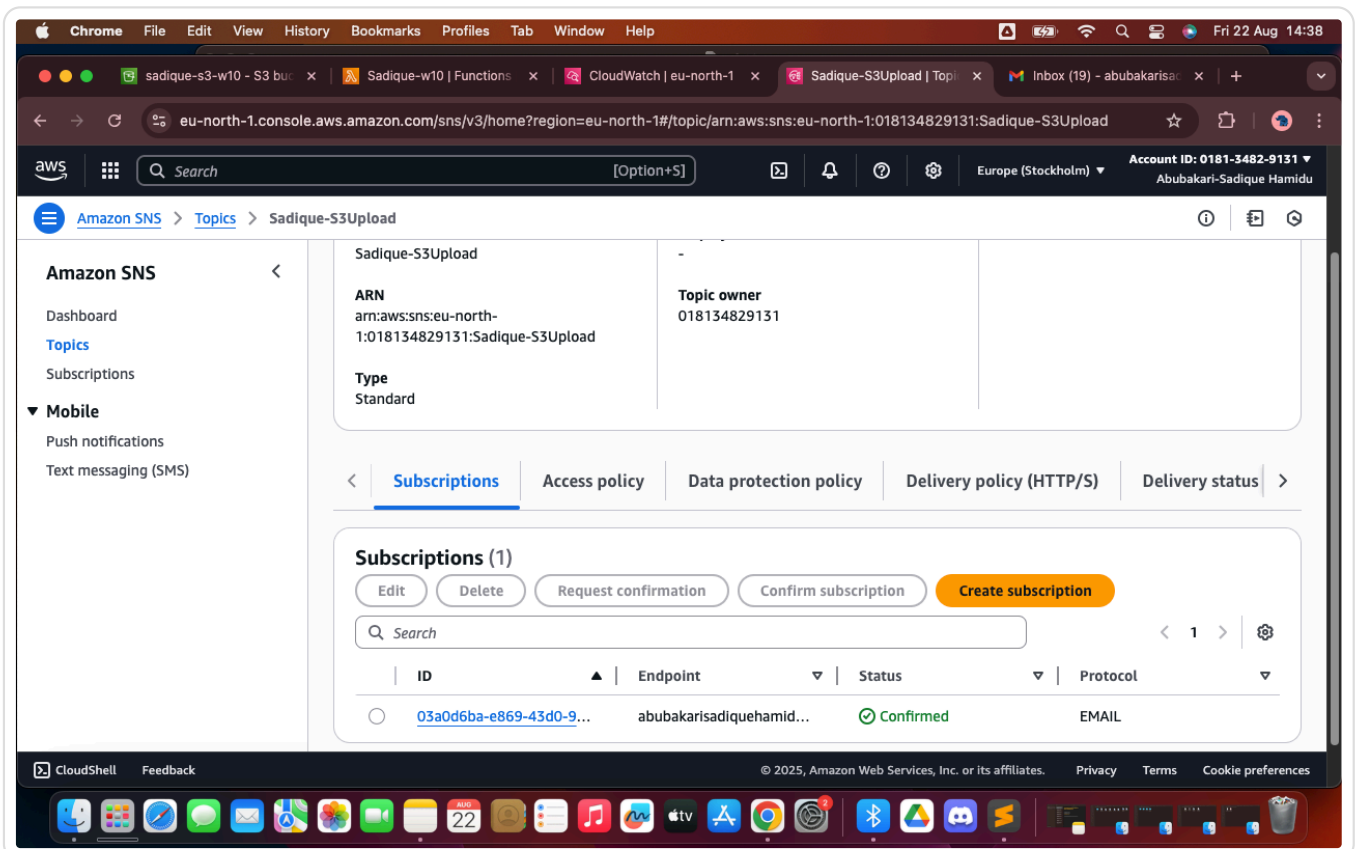 Chrome File Edit View History Bookmarks Profiles Tab Window Help Fri 22 Aug 14:38
sadique-s3-w10 - S3 buc Sadique-w10 | Functions CloudWatch | eu-north-1 Sadique-S3Upload | Topi Inbox (19) - abubakarisad
eu-north-1.console.aws.amazon.com/sns/v3/home?region=eu-north-1#/topic/arn:aws:sns:eu-north-1:018134829131:Sadique-S3Upload
aws Search [Option+S] Europe (Stockholm) ▼ Account ID: 0181-3482-9131 ▼
Abubakari-Sadique Hamidu
Amazon SNS > Topics > Sadique-S3Upload
Amazon SNS
Dashboard
Topics
Subscriptions
Mobile
Push notifications
Text messaging (SMS)
Sadique-S3Upload
-
ARN
arn:aws:sns:eu-north-
1:018134829131:Sadique-S3Upload
Topic owner
018134829131
Type
Standard
Subscriptions Access policy Data protection policy Delivery policy (HTTP/S) Delivery status
Subscriptions (1)
Edit Delete Request confirmation Confirm subscription Create subscription
Search 1
ID Endpoint Status Protocol
03a0d6ba-e869-43d0-9... abubakarisadiquehamid... Confirmed EMAIL
CloudShell Feedback © 2025, Amazon Web Services, Inc. or its affiliates. Privacy Terms Cookie preferences
AUG
22
tv
2